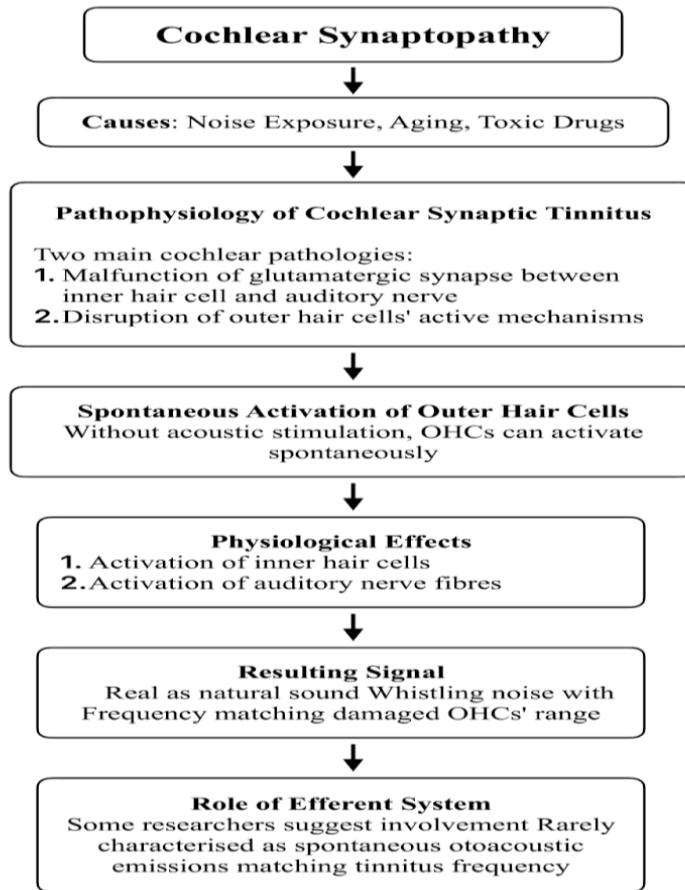 Cochlear Synaptopathy
Causes: Noise Exposure, Aging, Toxic Drugs
Pathophysiology of Cochlear Synaptic Tinnitus
Two main cochlear pathologies:
1. Malfunction of glutamatergic synapse between
inner hair cell and auditory nerve
2. Disruption of outer hair cells' active mechanisms
Spontaneous Activation of Outer Hair Cells
Without acoustic stimulation, OHCs can activate
spontaneously
Physiological Effects
1. Activation of inner hair cells
2. Activation of auditory nerve fibres
Resulting Signal
Real as natural sound Whistling noise with
Frequency matching damaged OHCs' range
Role of Efferent System
Some researchers suggest involvement Rarely
characterised as spontaneous otoacoustic
emissions matching tinnitus frequency